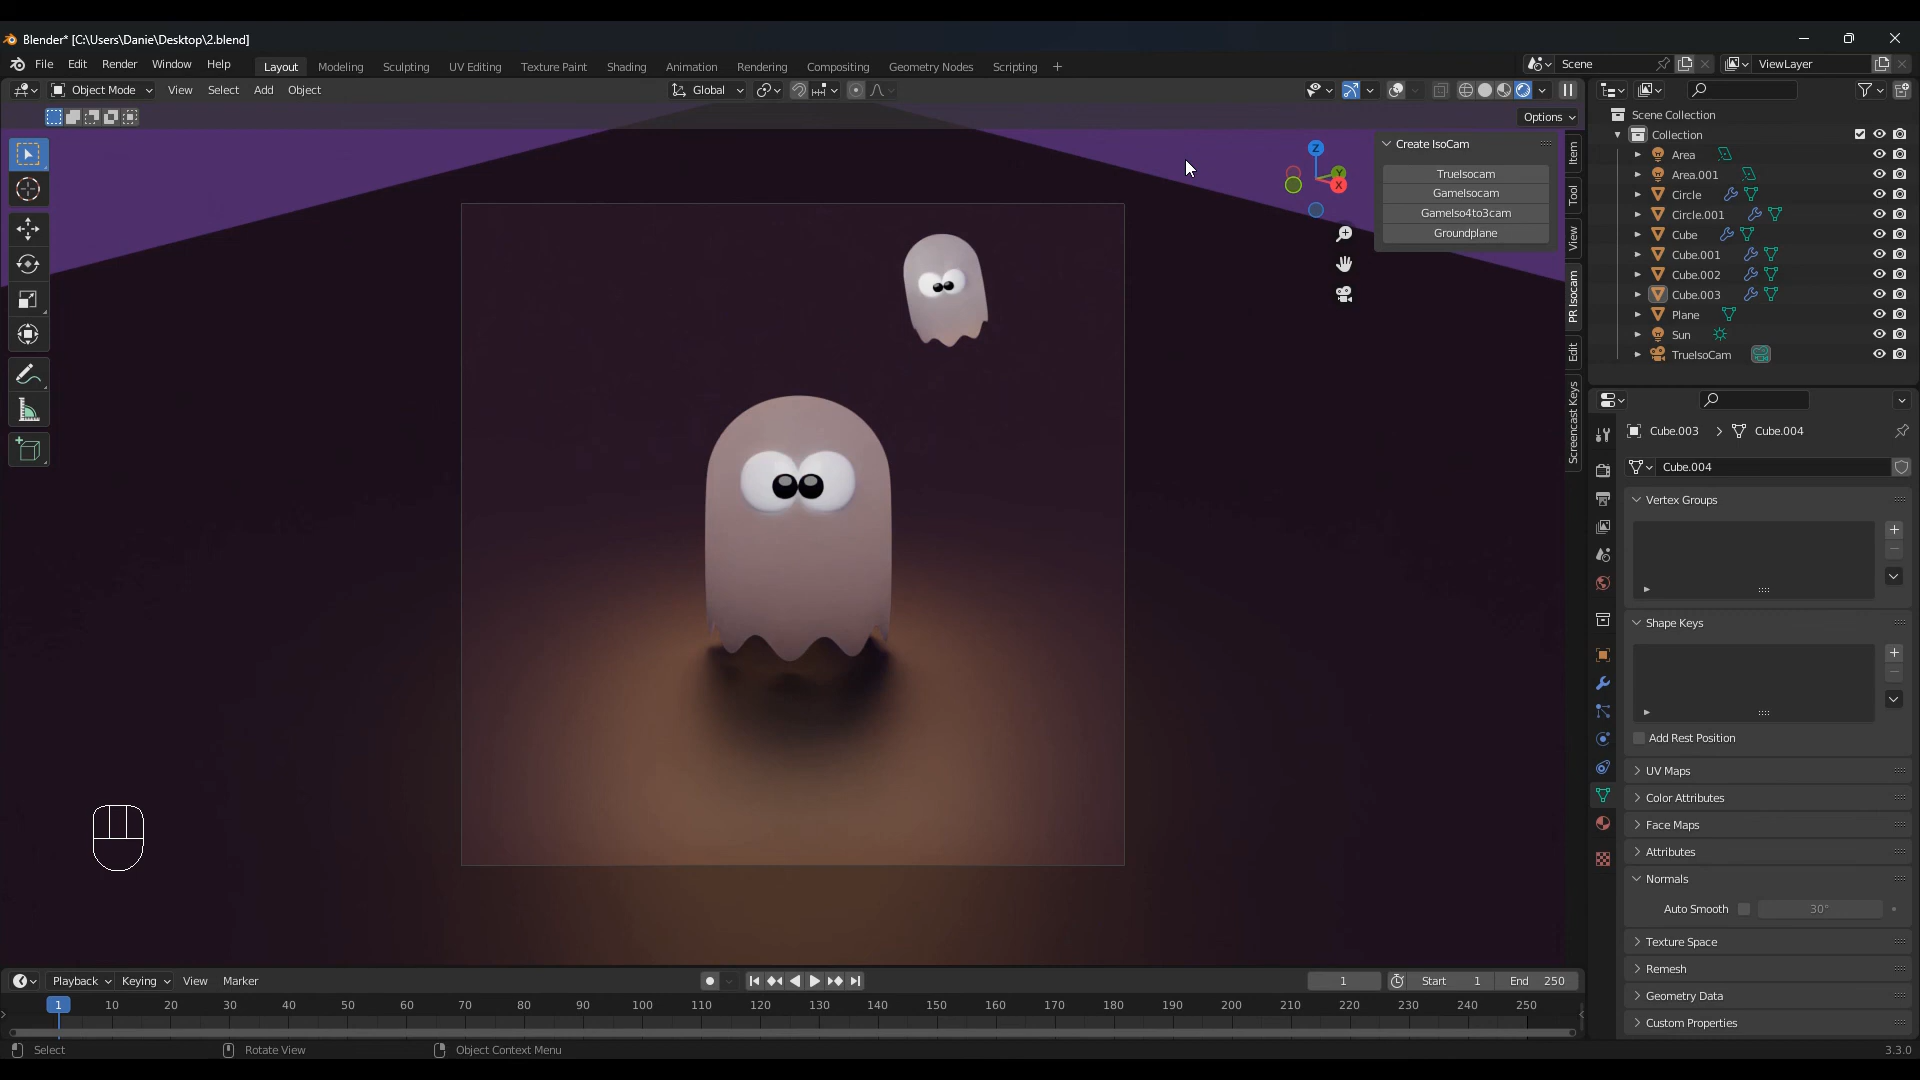 Blender* [C:\Users\Danie\Desktop\2.blend]
File Edit Render Window Help Layout Modeling Sculpting UV Editing Texture Paint Shading Animation Rendering Compositing Geometry Nodes Scripting + Scene ViewLayer
Object Mode View Select Add Object Global
Options
Scene Collection
Collection
Area
Area.001
Circle
Circle.001
Cube
Cube.001
Cube.002
Cube.003
Plane
Sun
TrueIsoCam
Z
Y
X
Create IsoCam
TrueIsocam
GameIsocam
GameIso4to3cam
Groundplane
Item
Tool
View
PR Isocam
Edit
Screencast Keys
Cube.003 > Cube.004
Cube.004
Vertex Groups
Shape Keys
Add Rest Position
UV Maps
Color Attributes
Face Maps
Attributes
Normals
Auto Smooth 30°
Texture Space
Remesh
Geometry Data
Custom Properties
Playback Keying View Marker 1 Start 1 End 250
1 10 20 30 40 50 60 70 80 90 100 110 120 130 140 150 160 170 180 190 200 210 220 230 240 250
Select Rotate View Object Context Menu 3.3.0